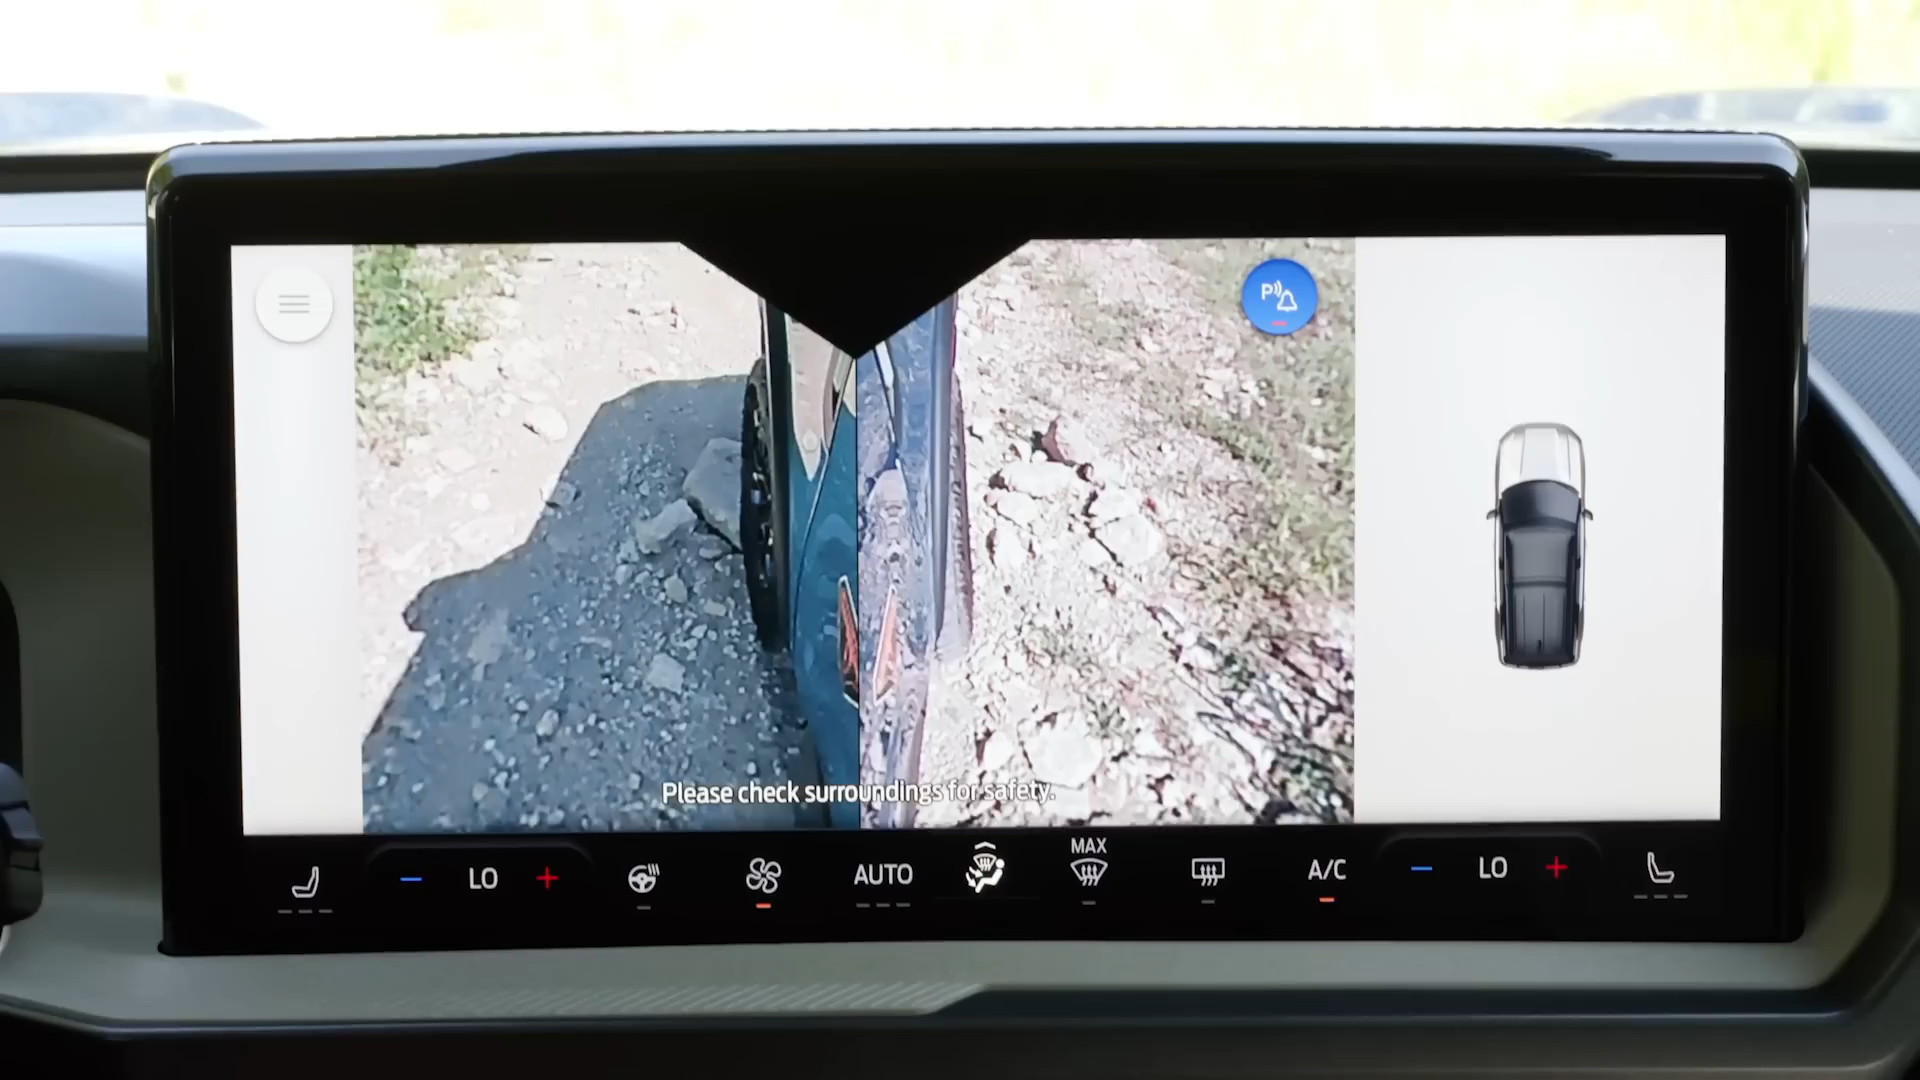 P
Please check surroundings for safety.
LO
AUTO
MAX
A/C
LO